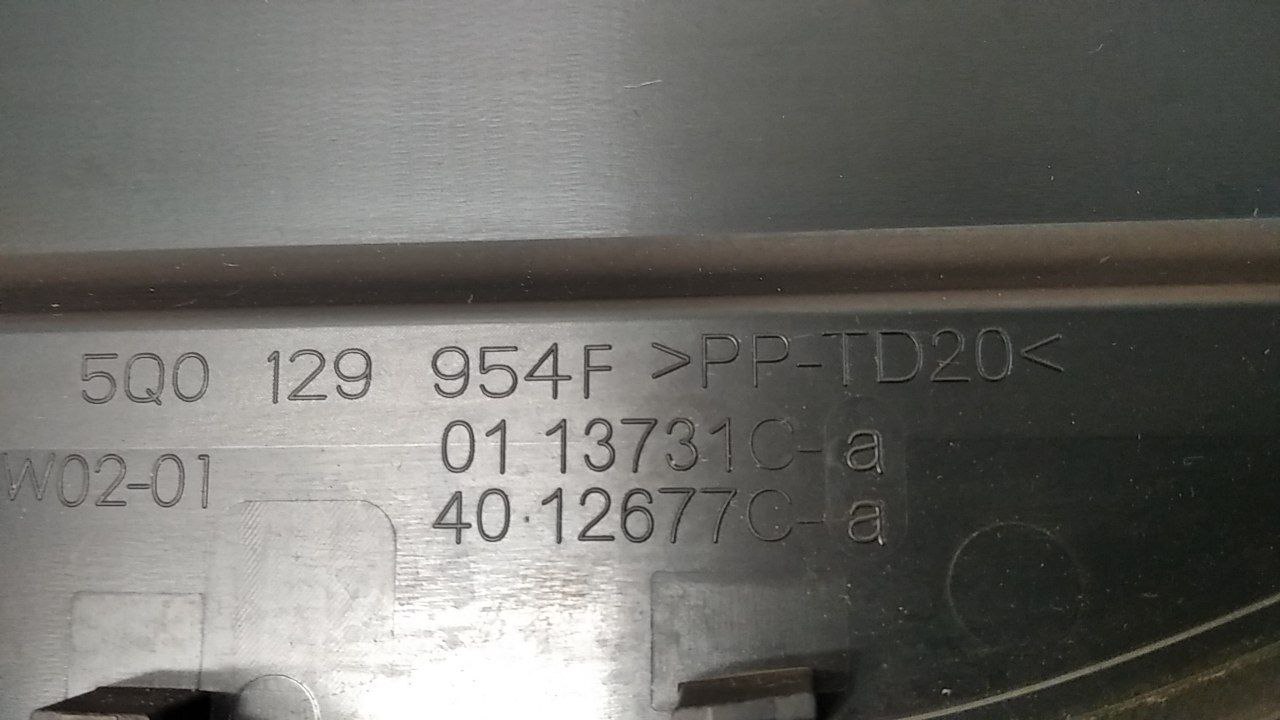 5Q0 129 954F >PP-TD20<
01 13731C-a
W02-01
40·12677C-a